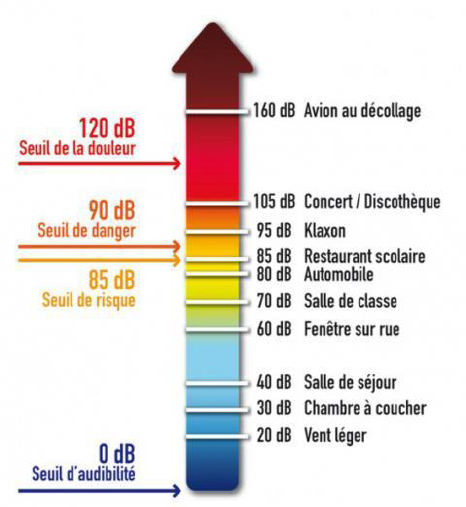 160 dB Avion au décollage
120 dB
Seuil de la douleur
105 dB Concert / Discothèque
90 dB
Seuil de danger
95 dB Klaxon
85 dB Restaurant scolaire
80 dB Automobile
85 dB
Seuil de risque
70 dB Salle de classe
60 dB Fenêtre sur rue
40 dB Salle de séjour
30 dB Chambre à coucher
20 dB Vent léger
0 dB
Seuil d'audibilité